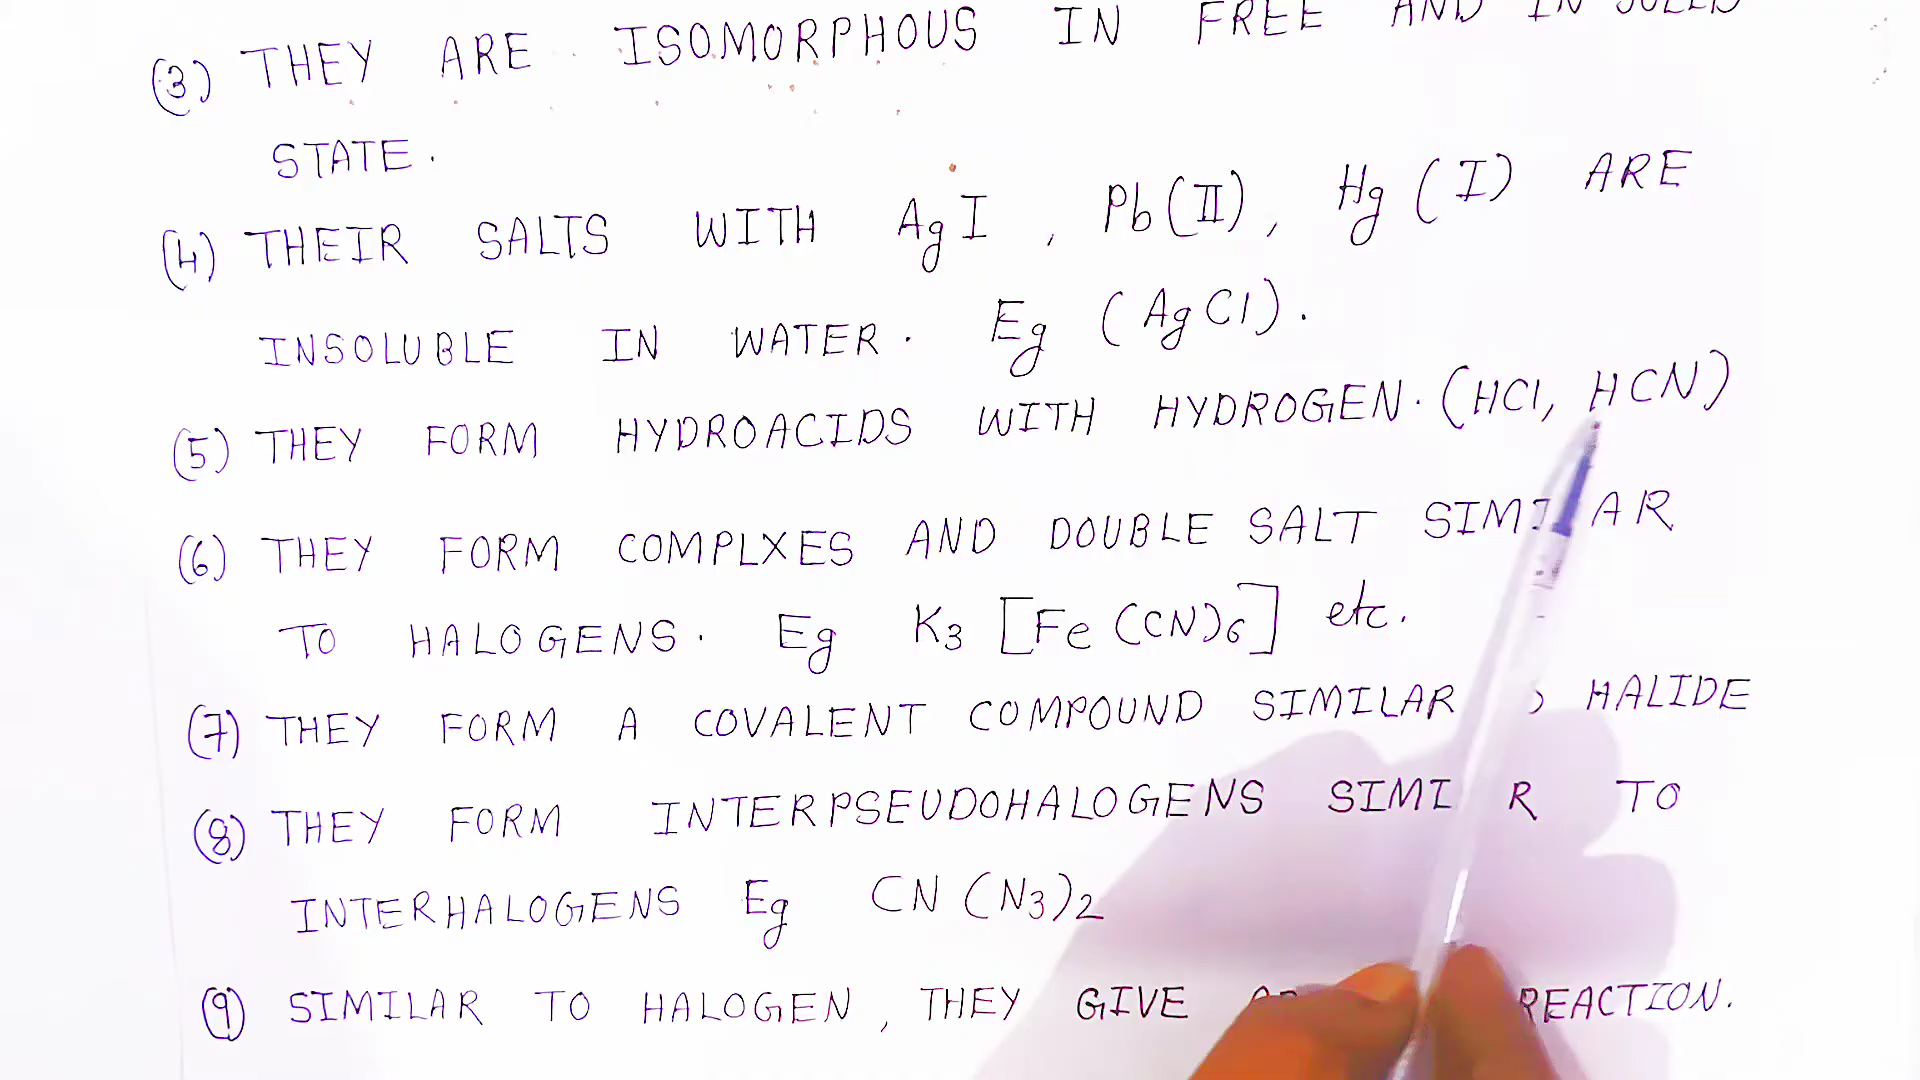 (3) THEY ARE ISOMORPHOUS IN FREE AND IN
STATE.
(4) THEIR SALTS WITH AgI, Pb(II), Hg(I) ARE
INSOLUBLE IN WATER. Eg (AgCl).
(5) THEY FORM HYDROACIDS WITH HYDROGEN. (HCl, HCN)
(6) THEY FORM COMPLXES AND DOUBLE SALT SIMILAR
TO HALOGENS. Eg K3 [Fe (CN)6] etc.
(7) THEY FORM A COVALENT COMPOUND SIMILAR HALIDE
(8) THEY FORM INTERPSEUDOHALOGENS SIMI R TO
INTERHALOGENS Eg CN (N3)2
(9) SIMILAR TO HALOGEN, THEY GIVE REACTION.